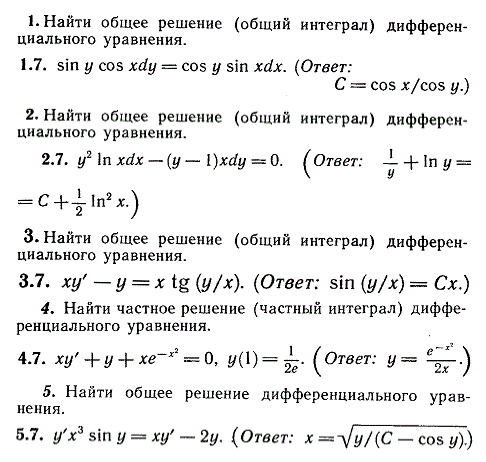 1. Найти общее решение (общий интеграл) дифферен-
циального уравнения.
1.7. sin y cos xdy = cos y sin xdx. (Ответ:
C = cos x/cos y.)
2. Найти общее решение (общий интеграл) дифферен-
циального уравнения.
2.7. y² ln xdx — (y — 1)xdy = 0. (Ответ: 1/y + ln y =
= C + 1/2 ln² x.)
3. Найти общее решение (общий интеграл) дифферен-
циального уравнения.
3.7. xy′ — y = x tg (y/x). (Ответ: sin (y/x) = Cx.)
4. Найти частное решение (частный интеграл) диффе-
ренциального уравнения.
4.7. xy′ + y + xe^{−x²} = 0, y(1) = 1/2e. (Ответ: y = e^{−x²}/2x.)
5. Найти общее решение дифференциального урав-
нения.
5.7. y′x³ sin y = xy′ — 2y. (Ответ: x = √y/(C — cos y).)